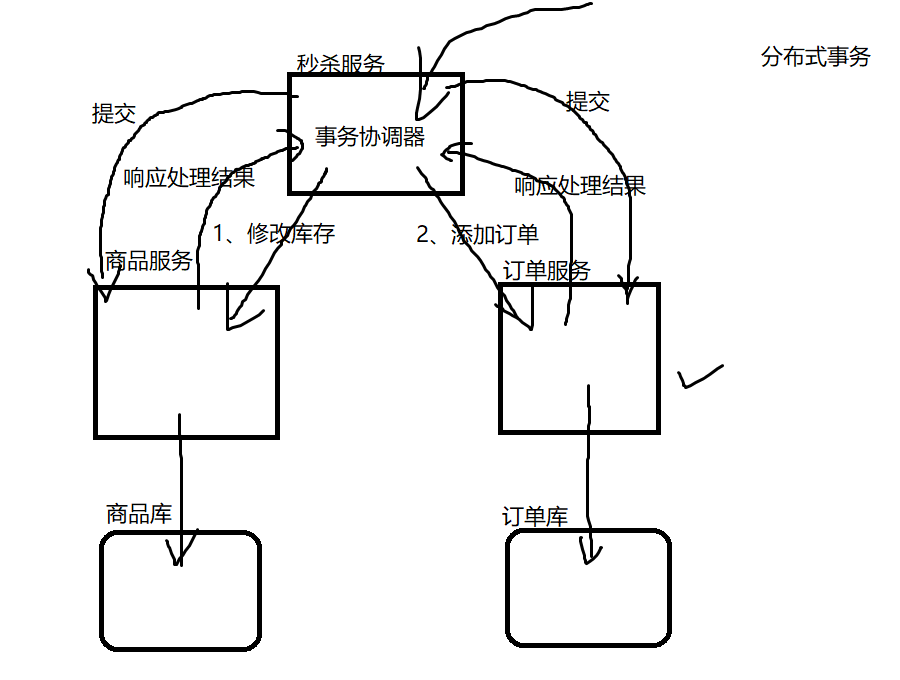 分布式事务
秒杀服务
提交
提交
事务协调器
响应处理结果
响应处理结果
1、修改库存
2、添加订单
商品服务
订单服务
商品库
订单库